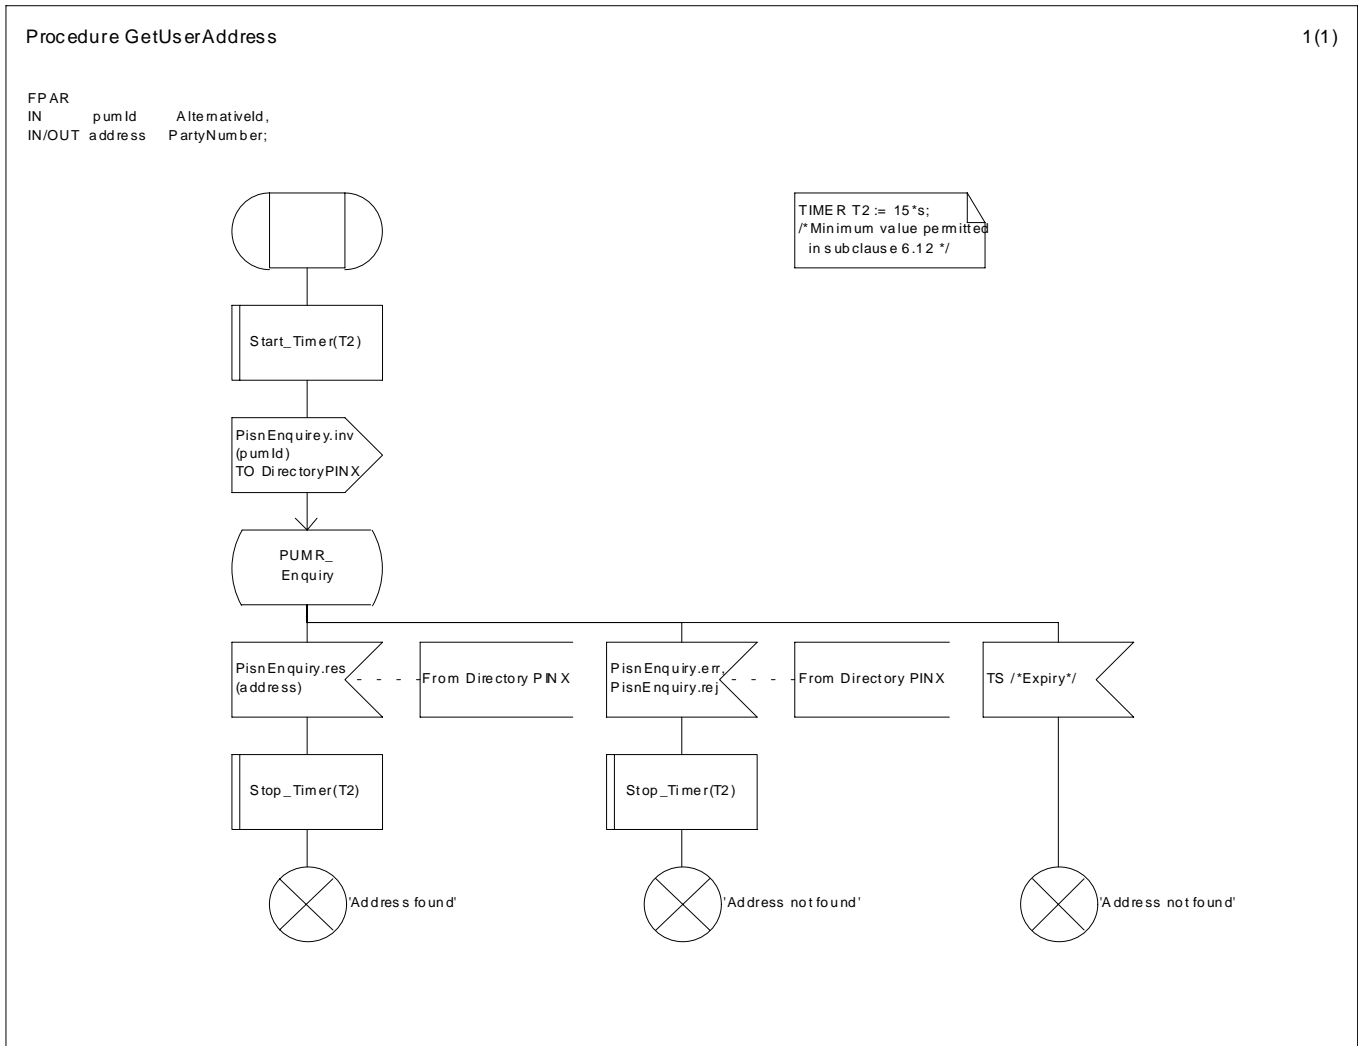 Procedure GetUserAddress
1(1)
FPAR
IN pumId AlternativeId,
IN/OUT address PartyNumber;
TIMER T2 := 15*s;
/*Minimum value permitted
in subclause 6.12 */
Start_Timer(T2)
PisnEnquirey.inv
(pumId)
TO DirectoryPINX
PUMR_
Enquiry
PisnEnquiry.res
(address)
From Directory PINX
PisnEnquiry.err,
PisnEnquiry.rej
From Directory PINX
TS /*Expiry*/
Stop_Timer(T2)
Stop_Timer(T2)
'Address found'
'Address not found'
'Address not found'